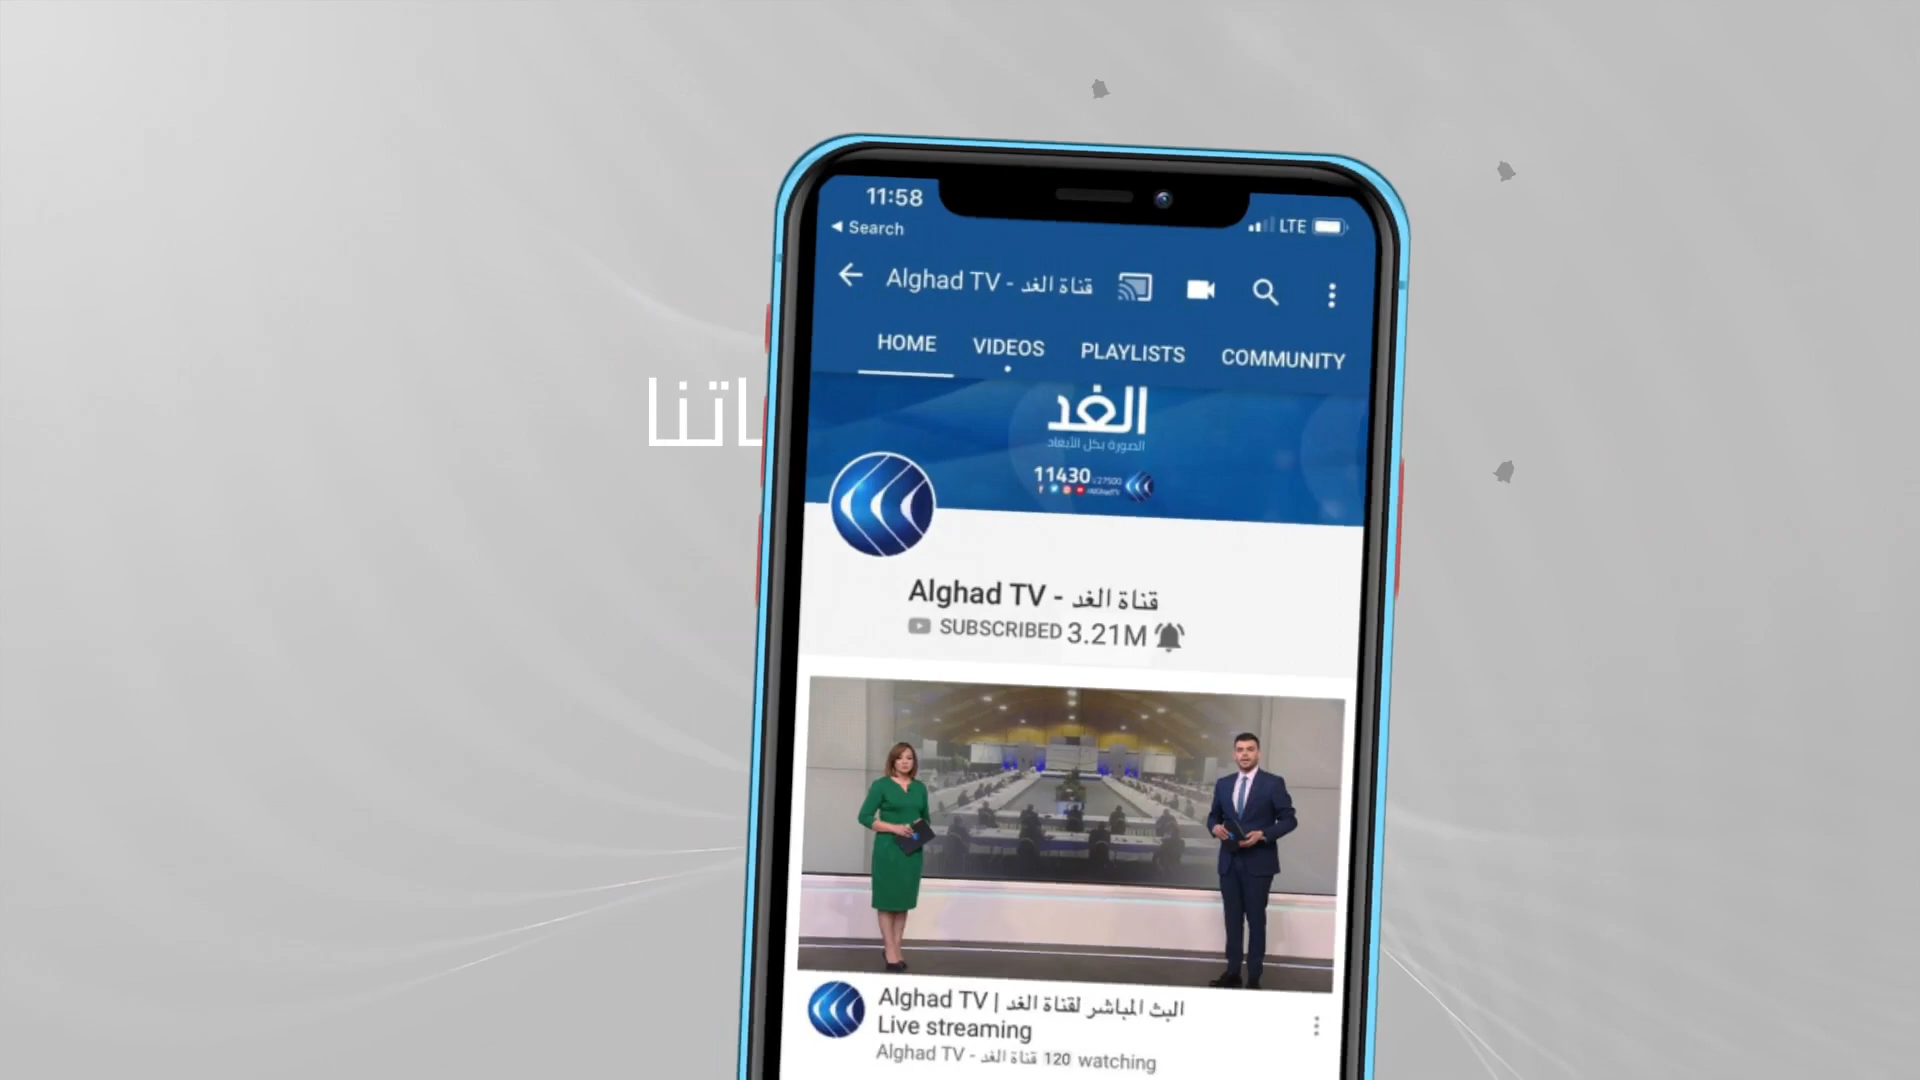 11:58
Search
LTE
Alghad TV - قناة الغد
HOME VIDEOS PLAYLISTS COMMUNITY
الغد
الصورة بكل الأبعاد
11430 27500
Alghad TV - قناة الغد
SUBSCRIBED 3.21M
Alghad TV | البث المباشر لقناة الغد
Live streaming
Alghad TV - قناة الغد 120 watching